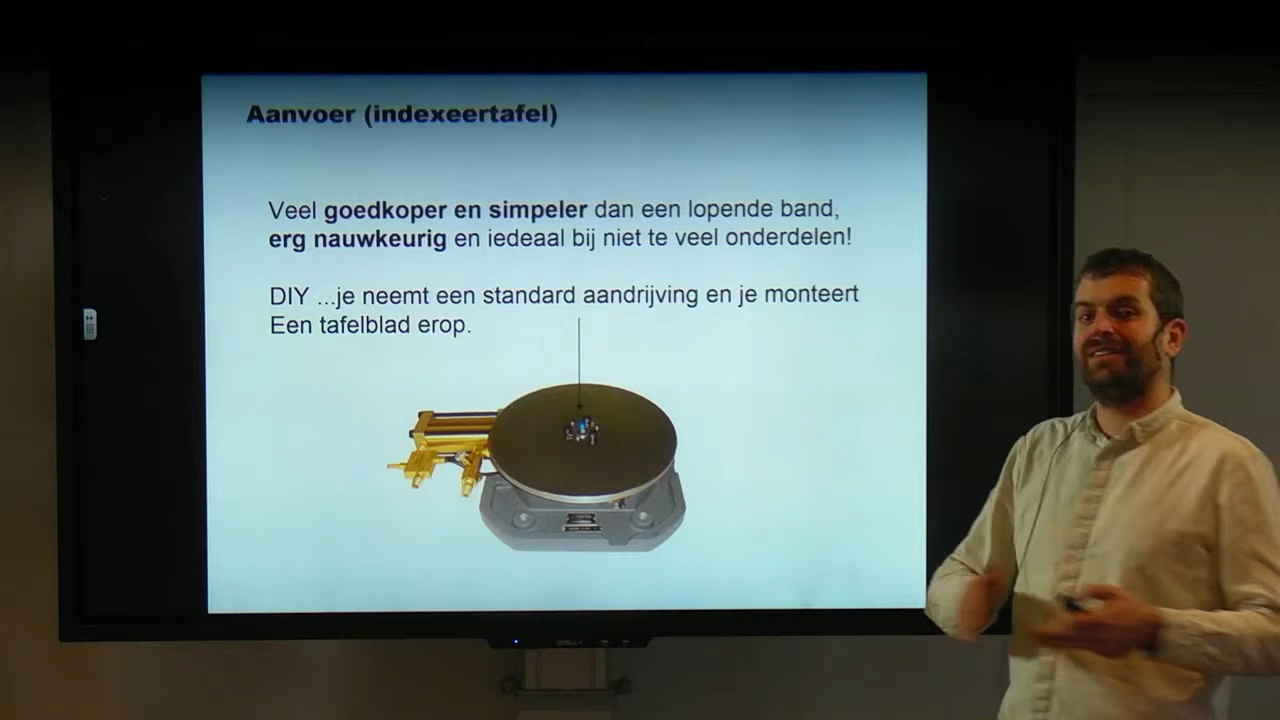 Aanvoer (indexeertafel)
Veel goedkoper en simpeler dan een lopende band,
erg nauwkeurig en iedeaal bij niet te veel onderdelen!
DIY ...je neemt een standard aandrijving en je monteert
Een tafelblad erop.